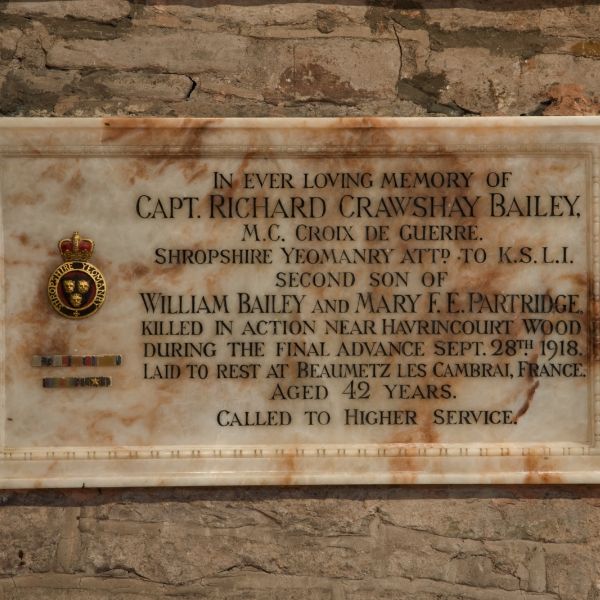 In ever loving memory of
Capt. Richard Crawshay Bailey,
M.C. Croix de Guerre.
Shropshire Yeomanry attd. to K.S.L.I.
second son of
William Bailey and Mary F. E. Partridge,
killed in action near Havrincourt Wood
during the final advance Sept. 28th 1918.
Laid to rest at Beaumetz les Cambrai, France.
Aged 42 years.
Called to Higher Service.
SHROPSHIRE YEOMANRY